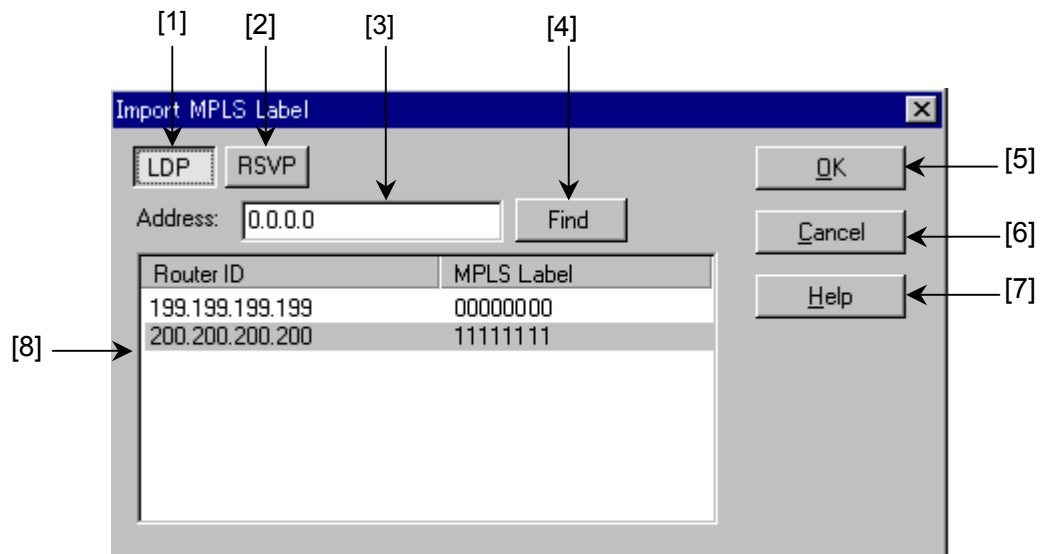 [1] [2] [3] [4]
Import MPLS Label
LDP RSVP OK [5]
Address: 0.0.0.0 Find Cancel [6]
Router ID MPLS Label Help [7]
199.199.199.199 00000000
[8] 200.200.200.200 11111111